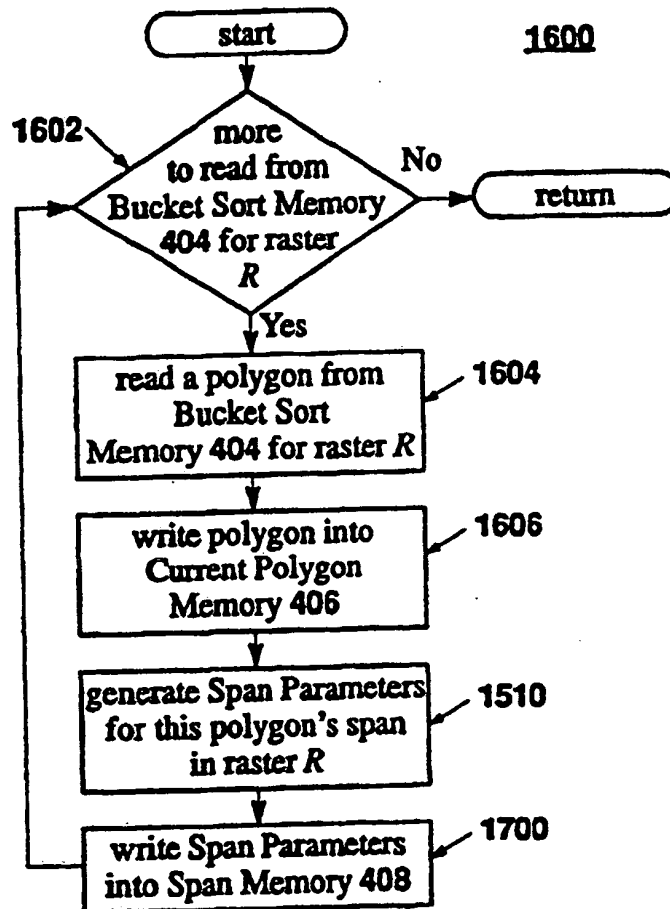 start
1600
1602
more
to read from
Bucket Sort Memory
404 for raster
R
No
return
Yes
read a polygon from
Bucket Sort
Memory 404 for raster R
1604
write polygon into
Current Polygon
Memory 406
1606
generate Span Parameters
for this polygon's span
in raster R
1510
write Span Parameters
into Span Memory 408
1700